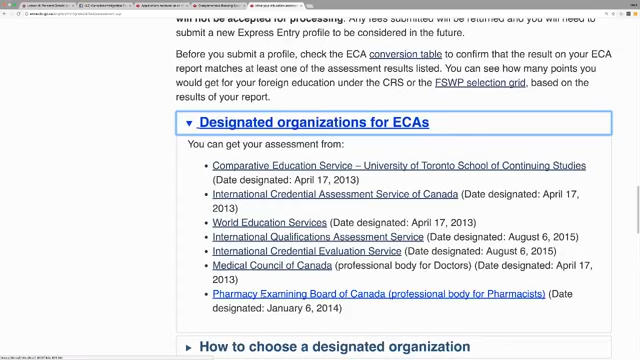 will not be accepted for processing. Any fees submitted will be returned and you will need to
submit a new Express Entry profile to be considered in the future.
Before you submit a profile, check the ECA conversion table to confirm that the result on your ECA
report matches at least one of the assessment results listed. You can see how many points you
would get for your foreign education under the CRS or the FSWP selection grid, based on the
results of your report.
▼ Designated organizations for ECAs
You can get your assessment from:
• Comparative Education Service – University of Toronto School of Continuing Studies
(Date designated: April 17, 2013)
• International Credential Assessment Service of Canada (Date designated: April 17,
2013)
• World Education Services (Date designated: April 17, 2013)
• International Qualifications Assessment Service (Date designated: August 6, 2015)
• International Credential Evaluation Service (Date designated: August 6, 2015)
• Medical Council of Canada (professional body for Doctors) (Date designated: April 17,
2013)
• Pharmacy Examining Board of Canada (professional body for Pharmacists) (Date
designated: January 6, 2014)
► How to choose a designated organization